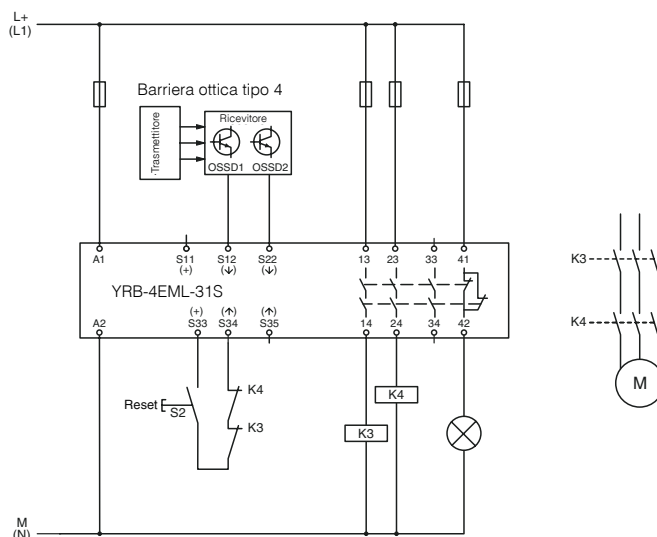 L+
(L1)
Barriera ottica tipo 4
Trasmettitore
Ricevitore
OSSD1 OSSD2
A1 S11 S12 S22 13 23 33 41
(+) (↓) (↓)
YRB-4EML-31S
(+) (↑) (↑)
A2 S33 S34 S35 14 24 34 42
K3
K4
M
Reset S2
K4
K3
K4
K3
M
(N)